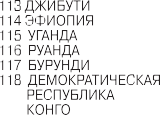 113 ДЖИБУТИ
114 ЭФИОПИЯ
115 УГАНДА
116 РУАНДА
117 БУРУНДИ
118 ДЕМОКРАТИЧЕСКАЯ
РЕСПУБЛИКА
КОНГО